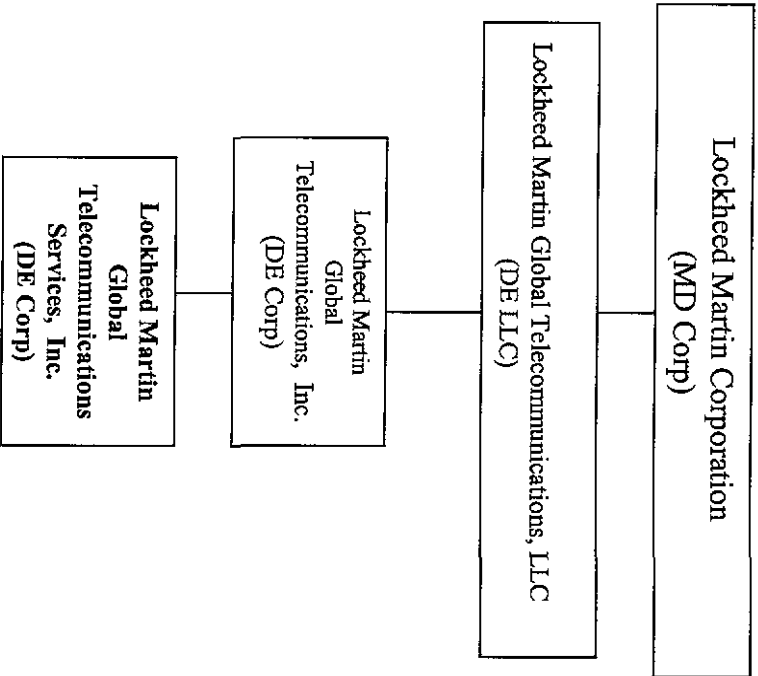 Lockheed Martin Corporation
(MD Corp)
Lockheed Martin Global Telecommunications, LLC
(DE LLC)
Lockheed Martin
Global
Telecommunications, Inc.
(DE Corp)
Lockheed Martin
Global
Telecommunications
Services, Inc.
(DE Corp)